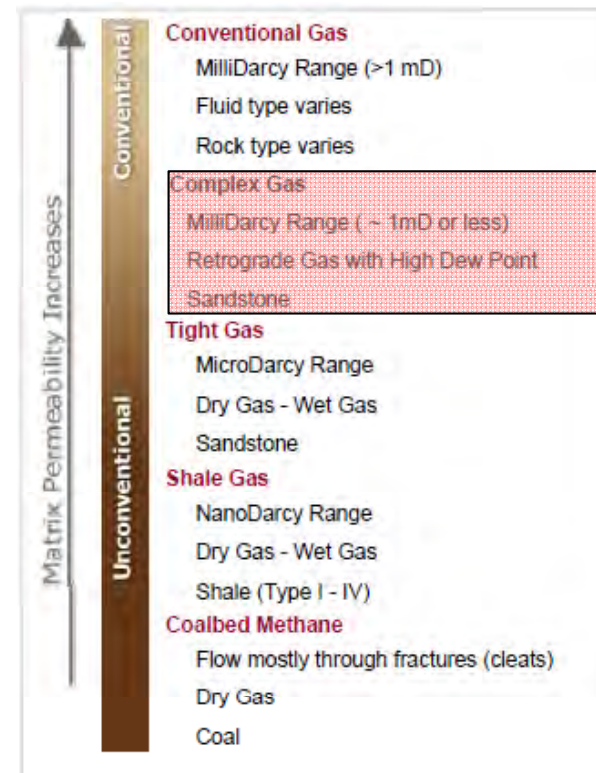 Conventional Gas
MilliDarcy Range (>1 mD)
Fluid type varies
Rock type varies
Complex Gas
MilliDarcy Range ( ~ 1mD or less)
Retrograde Gas with High Dew Point
Sandstone
Tight Gas
MicroDarcy Range
Dry Gas - Wet Gas
Sandstone
Shale Gas
NanoDarcy Range
Dry Gas - Wet Gas
Shale (Type I - IV)
Coalbed Methane
Flow mostly through fractures (cleats)
Dry Gas
Coal
Conventional
Unconventional
Matrix Permeability Increases